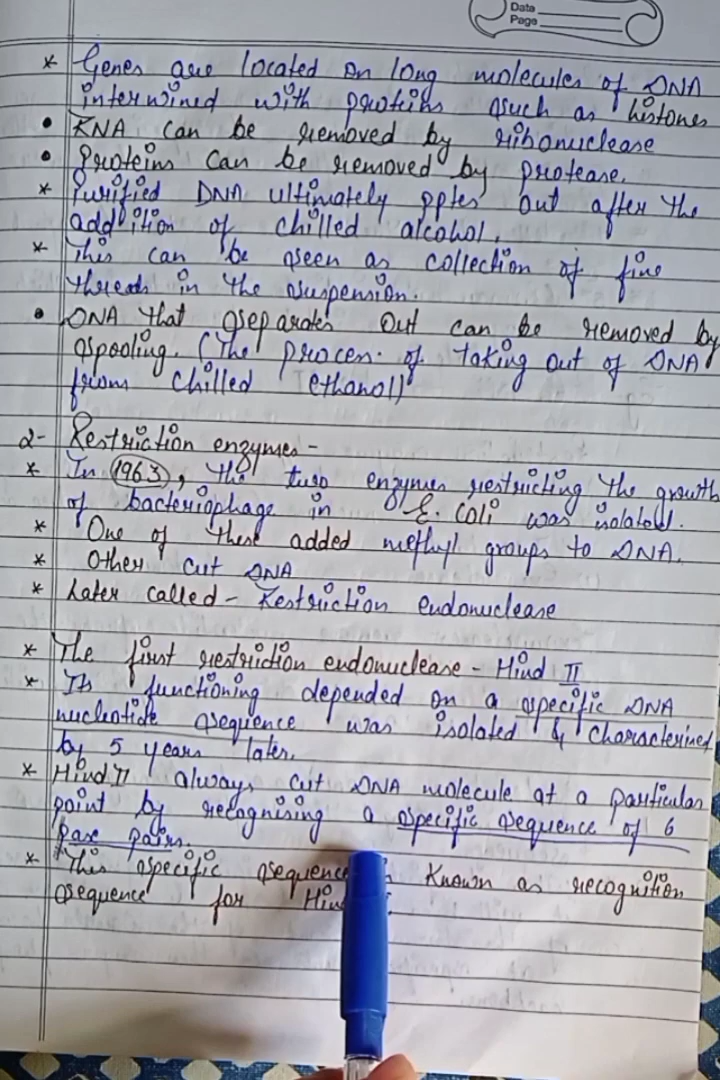 Date
Page
* Genes are located on long molecules of DNA
interwined with proteins such as histones
• RNA can be removed by ribonuclease
• Proteins can be removed by protease.
* Purified DNA ultimately pptes out after the
addition of chilled alcohol.
* This can be seen as collection of fine
threads in the suspension.
• DNA that separates out can be removed by
spooling. (The process of taking out of DNA
from chilled ethanol)
2- Restriction enzymes -
* In 1963, the two enzymes restricting the growth
of bacteriophage in E. Coli was isolated.
* One of these added methyl groups to DNA.
* Other cut DNA
* Later called - Restriction endonuclease
* The first restriction endonuclease - Hind II
* Its functioning depended on a specific DNA
nucleotide sequence was isolated & characterised
by 5 years later.
* Hind II always cut DNA molecule at a particular
point by recognising a specific sequence of 6
base pairs.
* This specific sequence known as recognition
sequence for